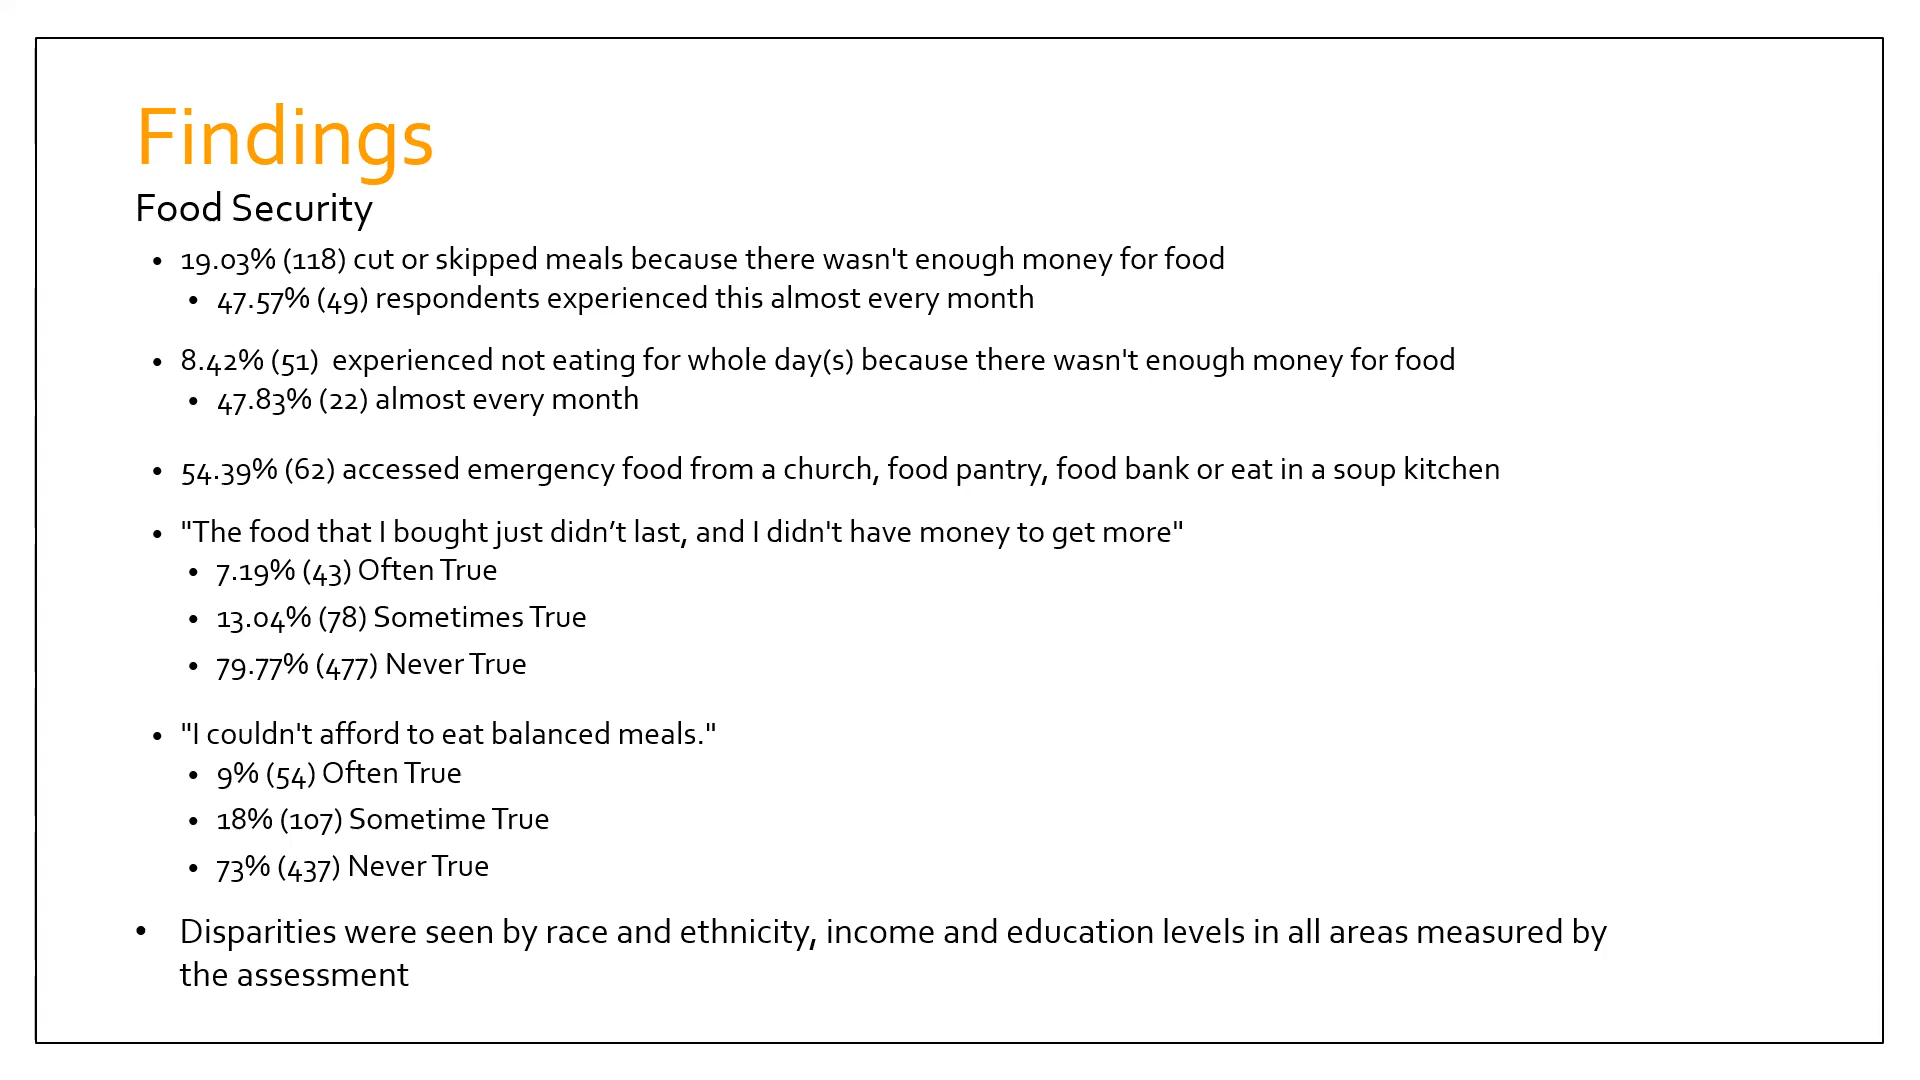 Findings
Food Security
• 19.03% (118) cut or skipped meals because there wasn't enough money for food
• 47.57% (49) respondents experienced this almost every month
• 8.42% (51)  experienced not eating for whole day(s) because there wasn't enough money for food
• 47.83% (22) almost every month
• 54.39% (62) accessed emergency food from a church, food pantry, food bank or eat in a soup kitchen
• "The food that I bought just didn’t last, and I didn't have money to get more"
• 7.19% (43) Often True
• 13.04% (78) Sometimes True
• 79.77% (477) Never True
• "I couldn't afford to eat balanced meals."
• 9% (54) Often True
• 18% (107) Sometime True
• 73% (437) Never True
• Disparities were seen by race and ethnicity, income and education levels in all areas measured by
the assessment